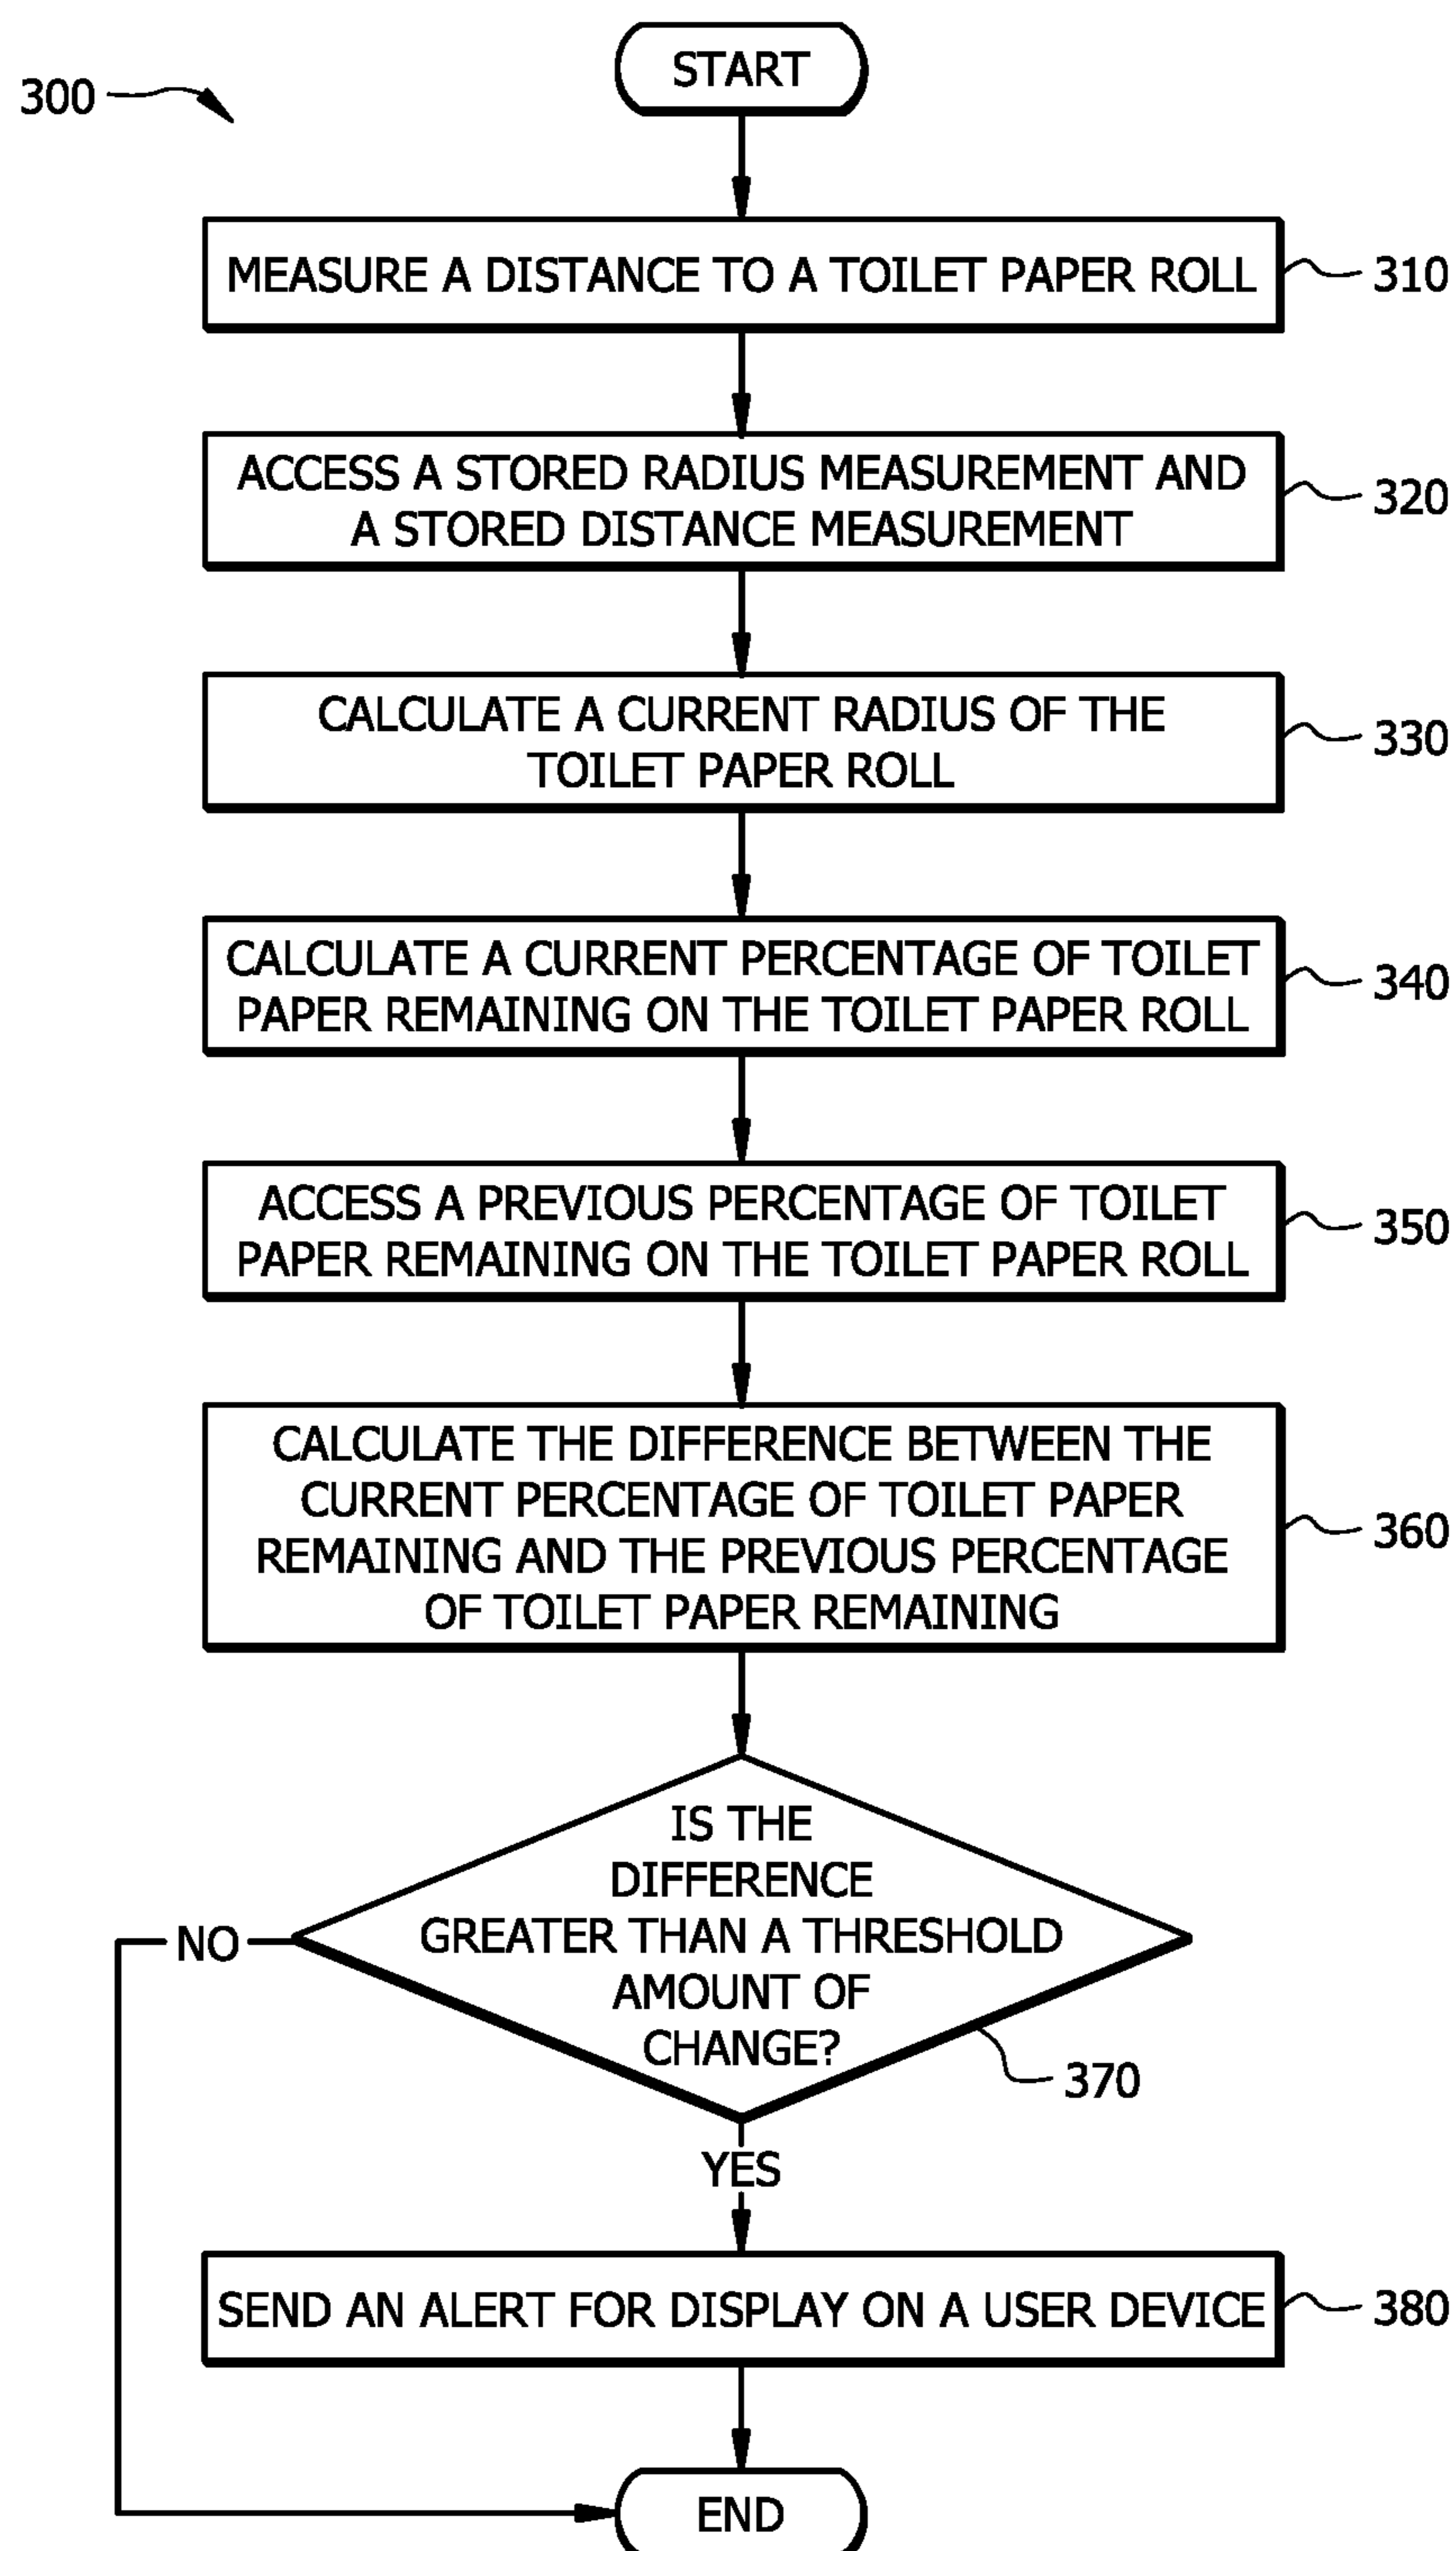 START
300
MEASURE A DISTANCE TO A TOILET PAPER ROLL
310
ACCESS A STORED RADIUS MEASUREMENT AND
A STORED DISTANCE MEASUREMENT
320
CALCULATE A CURRENT RADIUS OF THE
TOILET PAPER ROLL
330
CALCULATE A CURRENT PERCENTAGE OF TOILET
PAPER REMAINING ON THE TOILET PAPER ROLL
340
ACCESS A PREVIOUS PERCENTAGE OF TOILET
PAPER REMAINING ON THE TOILET PAPER ROLL
350
CALCULATE THE DIFFERENCE BETWEEN THE
CURRENT PERCENTAGE OF TOILET PAPER
REMAINING AND THE PREVIOUS PERCENTAGE
OF TOILET PAPER REMAINING
360
IS THE
DIFFERENCE
GREATER THAN A THRESHOLD
AMOUNT OF
CHANGE?
NO
370
YES
SEND AN ALERT FOR DISPLAY ON A USER DEVICE
380
END